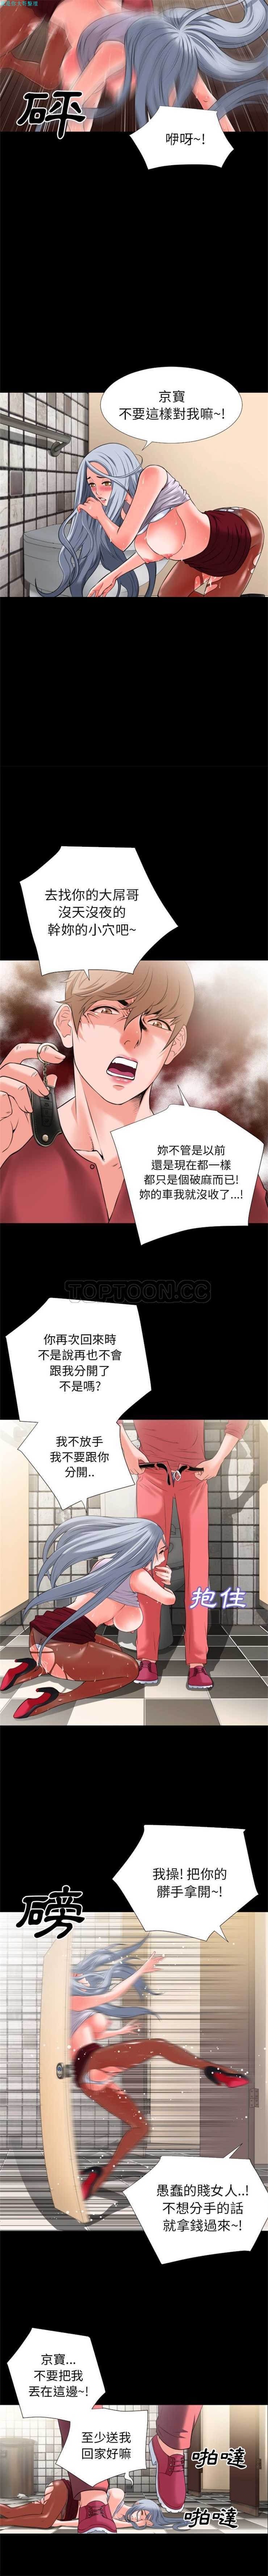 砰
咿呀~!
京寶
不要這樣對我嘛~!
去找你的大屌哥
沒天沒夜的
幹妳的小穴吧~
妳不管是以前
還是現在都一樣
都只是個破麻而已!
妳的車我就沒收了...!
TOPTOON.CC
你再次回來時
不是說再也不會
跟我分開了
不是嗎?
我不放手
我不要跟你
分開..
抱住
我操! 把你的
髒手拿開~!
磅
愚蠢的賤女人..!
不想分手的話
就拿錢過來~!
京寶...
不要把我
丟在這邊~!
至少送我
回家好嘛
啪噠
啪噠